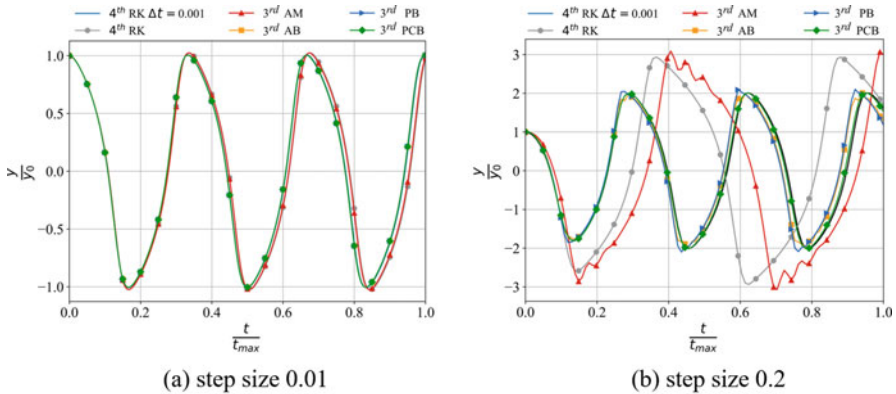 4th RK Δt = 0.001 3rd AM 3rd PB
4th RK 3rd AB 3rd PCB
1.0
0.5
0.0
−0.5
−1.0
y
y0
0.0 0.2 0.4 0.6 0.8 1.0
t
tmax
(a) step size 0.01
4th RK Δt = 0.001 3rd AM 3rd PB
4th RK 3rd AB 3rd PCB
3
2
1
0
−1
−2
−3
y
y0
0.0 0.2 0.4 0.6 0.8 1.0
t
tmax
(b) step size 0.2